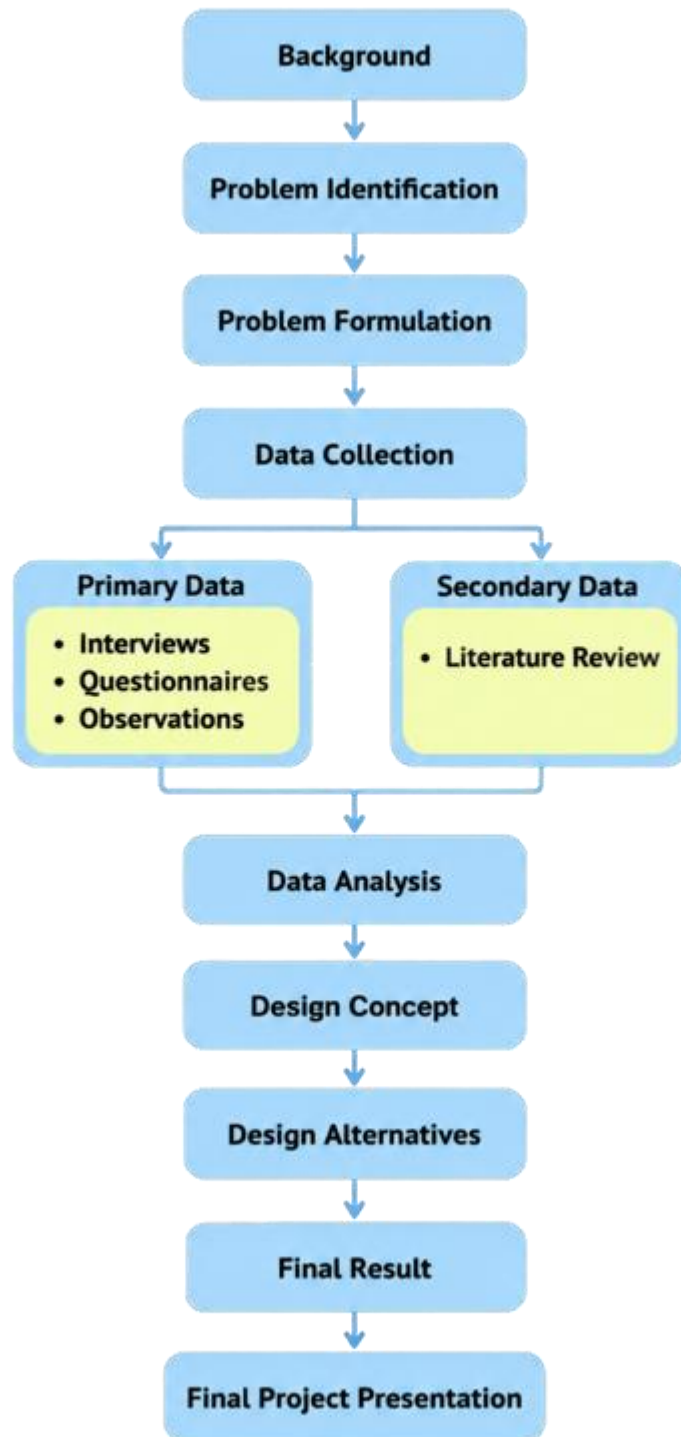 Background
Problem Identification
Problem Formulation
Data Collection
Primary Data
• Interviews
• Questionnaires
• Observations
Secondary Data
• Literature Review
Data Analysis
Design Concept
Design Alternatives
Final Result
Final Project Presentation